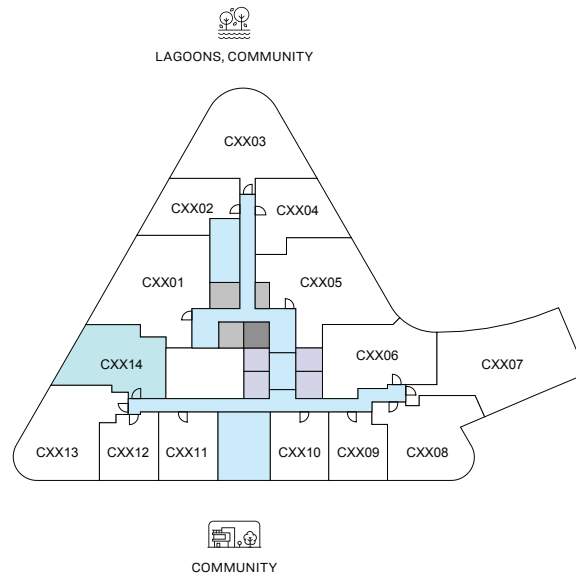 LAGOONS, COMMUNITY
CXX03
CXX02
CXX04
CXX01
CXX05
CXX14
CXX06
CXX07
CXX13
CXX12
CXX11
CXX10
CXX09
CXX08
COMMUNITY